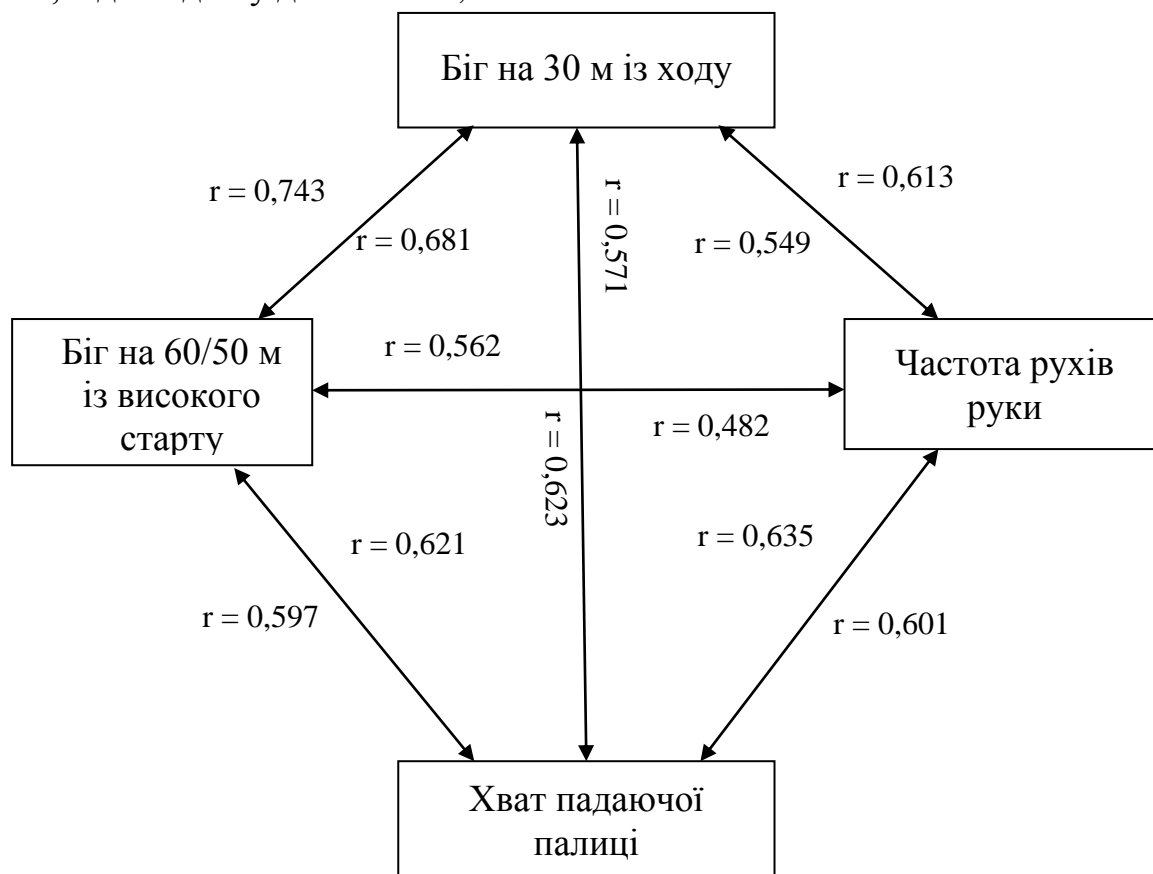 Біг на 30 м із ходу
r = 0,743
r = 0,613
r = 0,571
r = 0,681
r = 0,549
Біг на 60/50 м
із високого
старту
r = 0,562
Частота рухів
руки
r = 0,482
r = 0,623
r = 0,621
r = 0,635
r = 0,597
r = 0,601
Хват падаючої
палиці